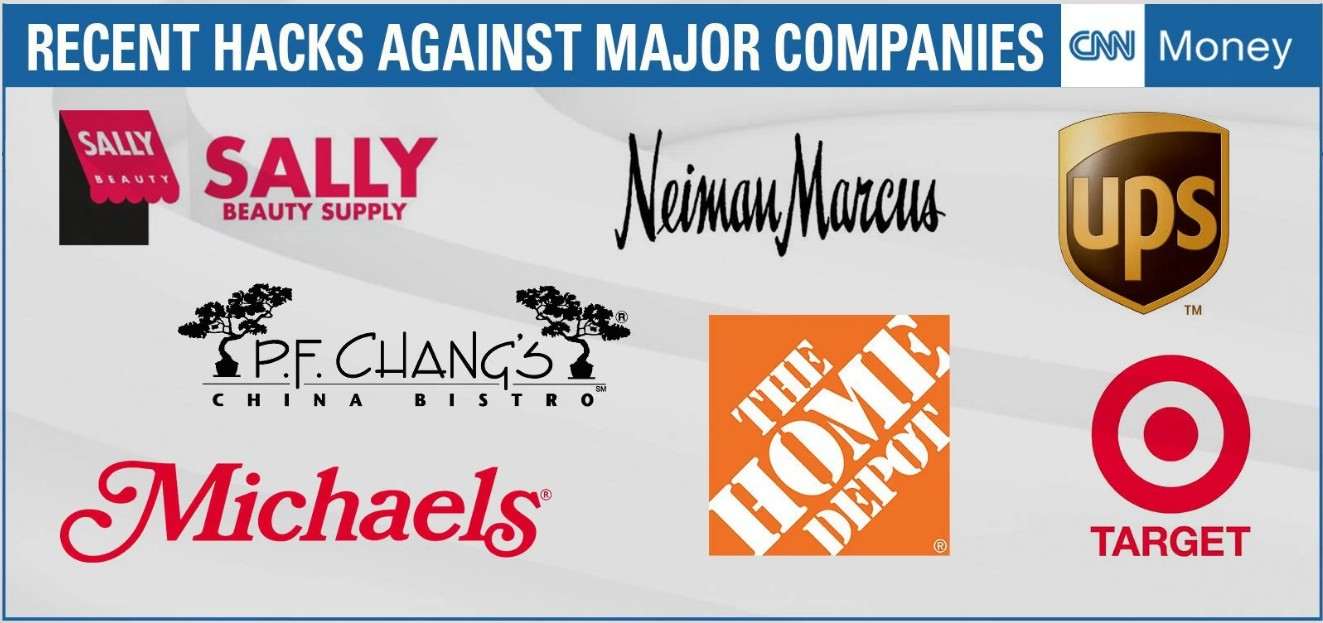 RECENT HACKS AGAINST MAJOR COMPANIES
CNN Money
SALLY
BEAUTY
SALLY
BEAUTY SUPPLY
Neiman Marcus
ups
TM
P.F. CHANG'S ®
SM
CHINA BISTRO
THE
HOME
DEPOT
®
Michaels®
TARGET